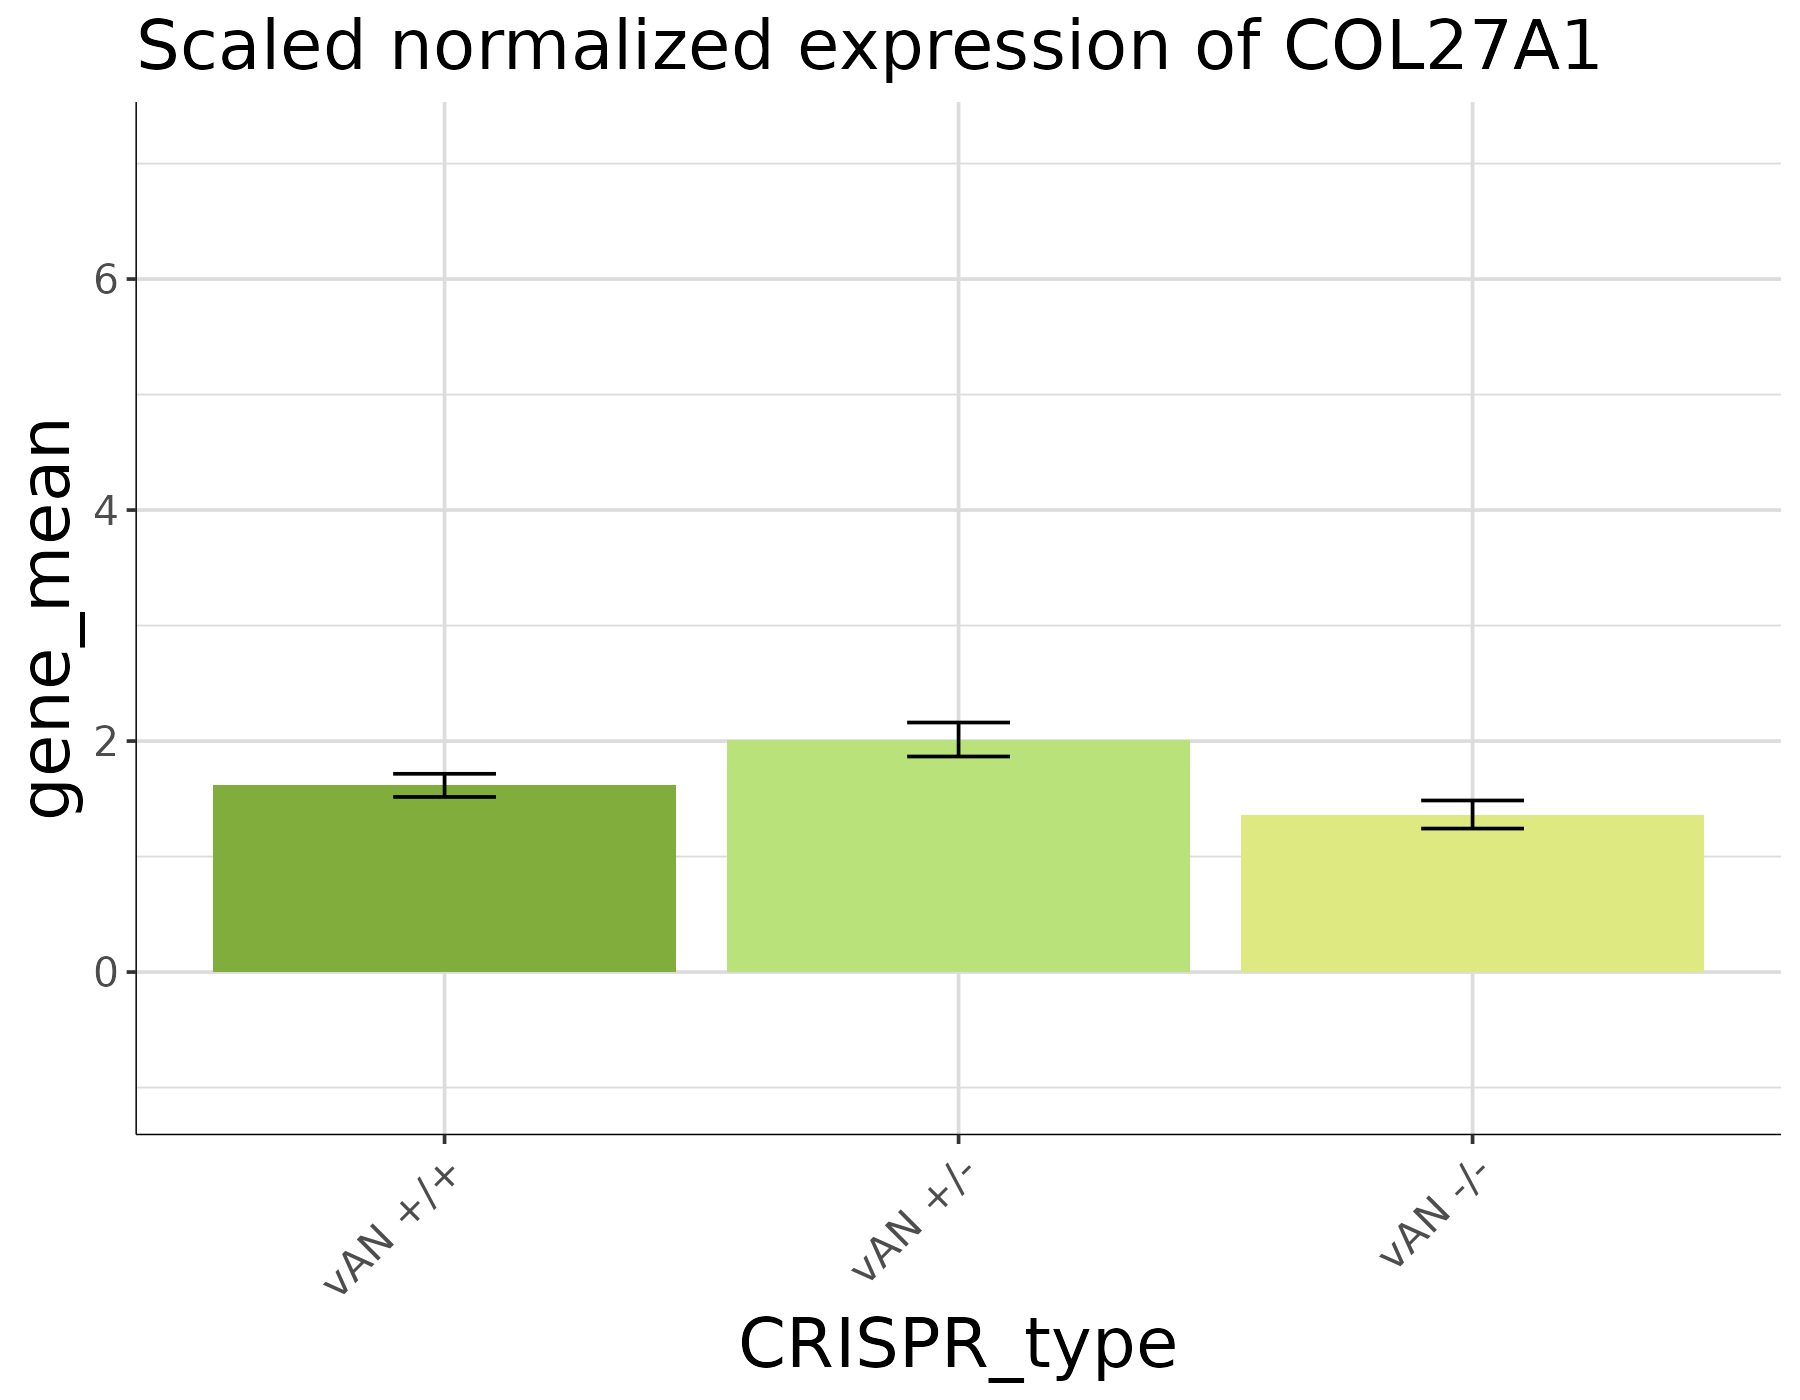 Scaled normalized expression of COL27A1
gene_mean
6
4
2
0
vAN +/+
vAN +/-
vAN -/-
CRISPR_type